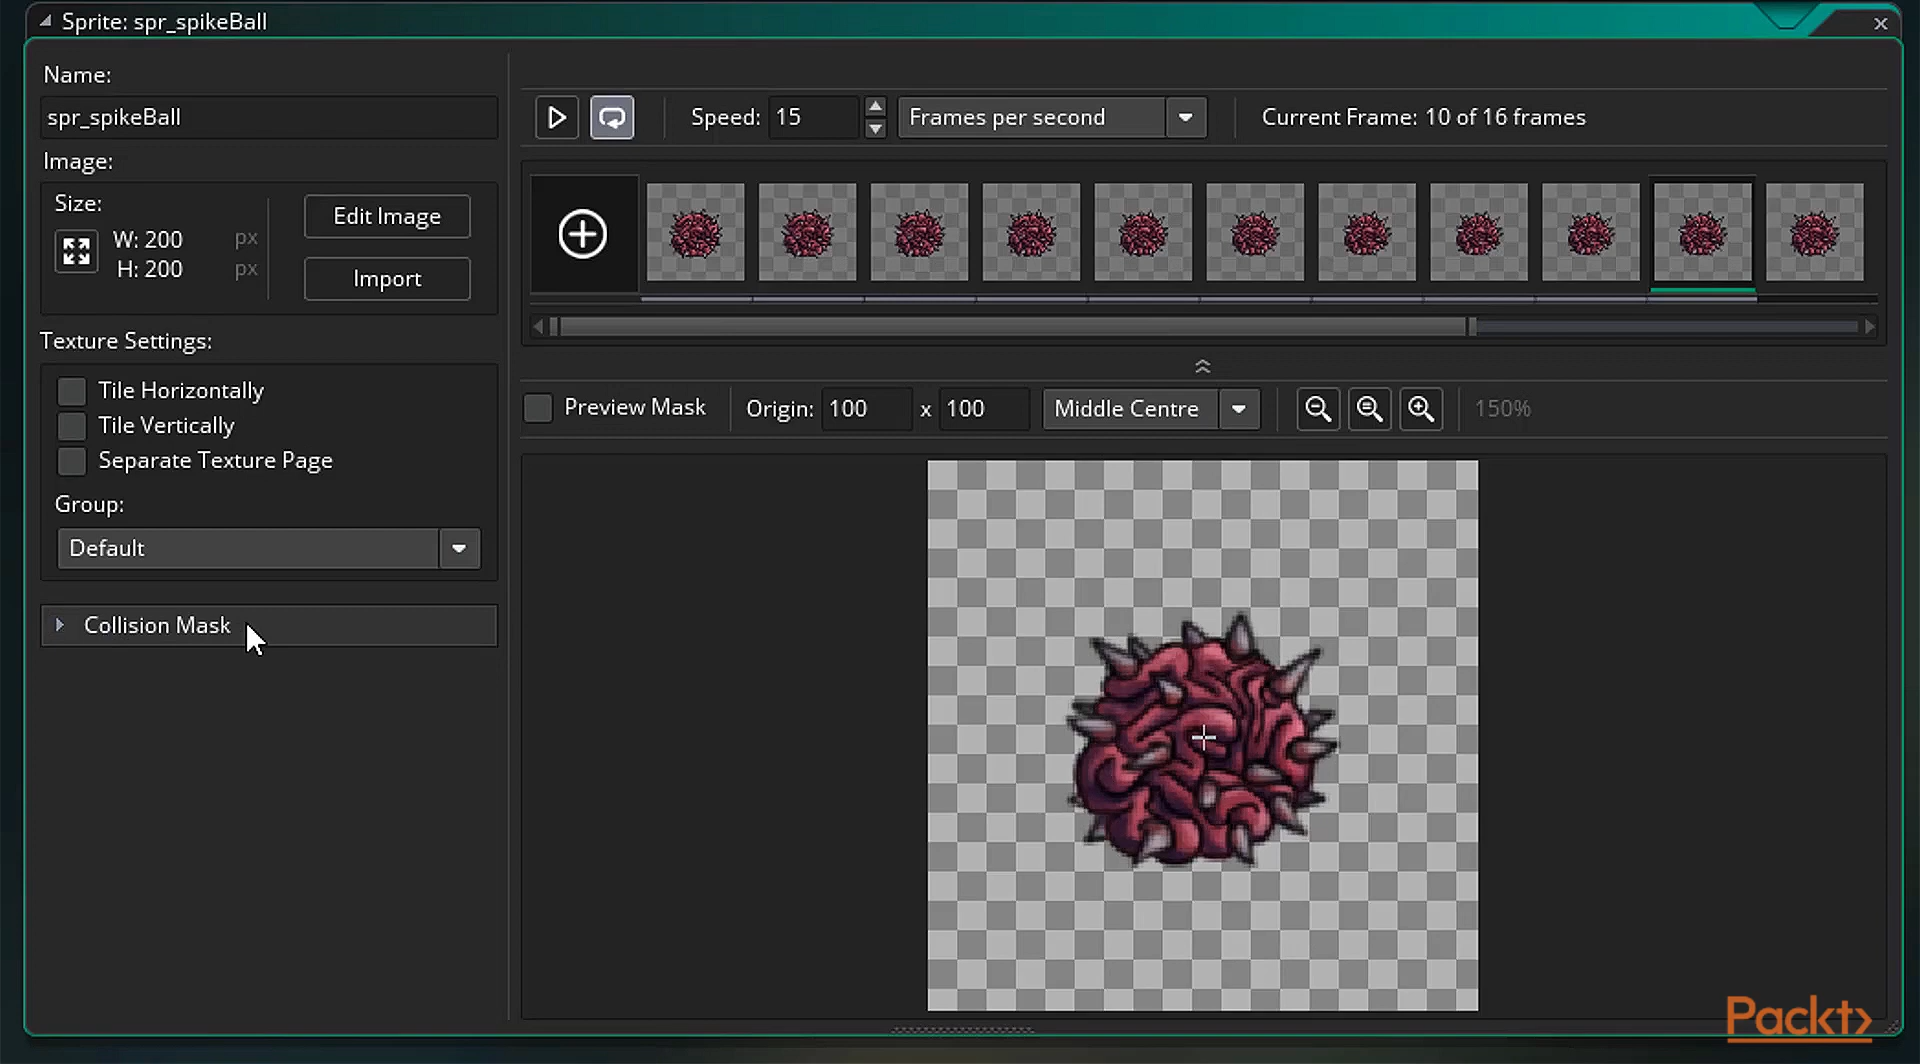 Sprite: spr_spikeBall
Name:
spr_spikeBall
Image:
Size:
W: 200 px
H: 200 px
Edit Image
Import
Texture Settings:
Tile Horizontally
Tile Vertically
Separate Texture Page
Group:
Default
Collision Mask
Speed: 15 Frames per second Current Frame: 10 of 16 frames
Preview Mask Origin: 100 x 100 Middle Centre 150%
Packt>